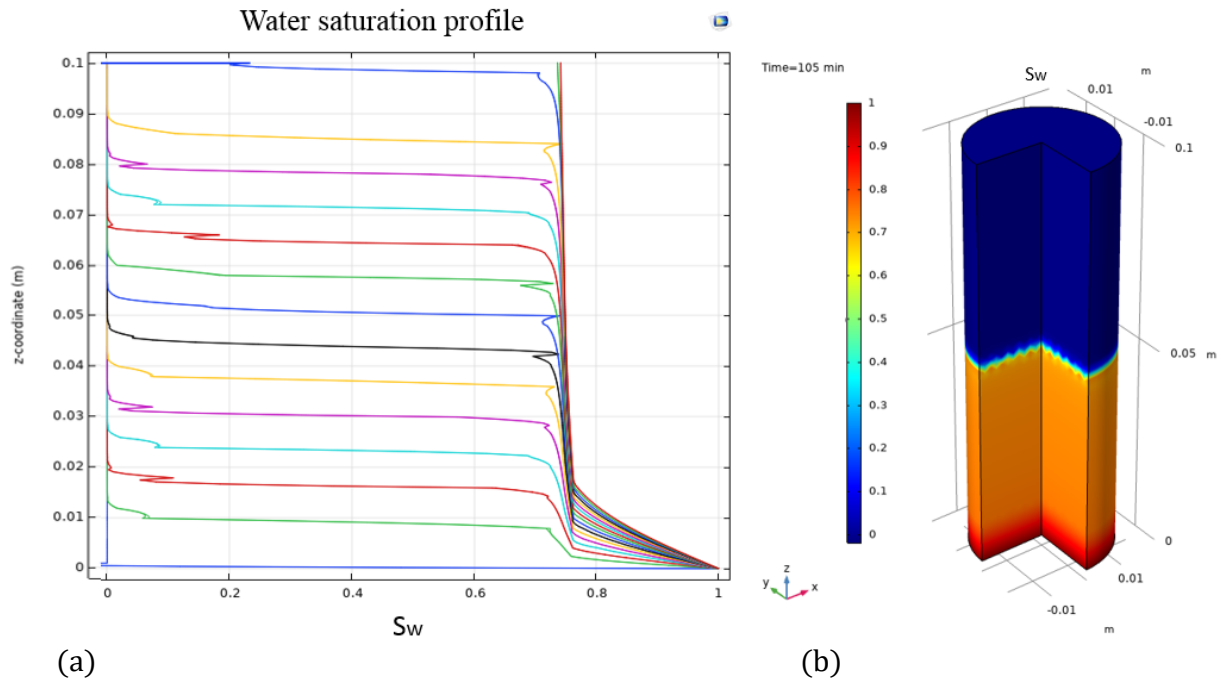 Water saturation profile
0.1
0.09
0.08
0.07
0.06
0.05
0.04
0.03
0.02
0.01
0
z-coordinate (m)
0
0.2
0.4
0.6
0.8
1
Sw
(a)
Time=105 min
1
0.9
0.8
0.7
0.6
0.5
0.4
0.3
0.2
0.1
0
Sw
m
0.01
-0.01
0.1
0.05
m
0
0.01
-0.01
m
y
z
x
(b)